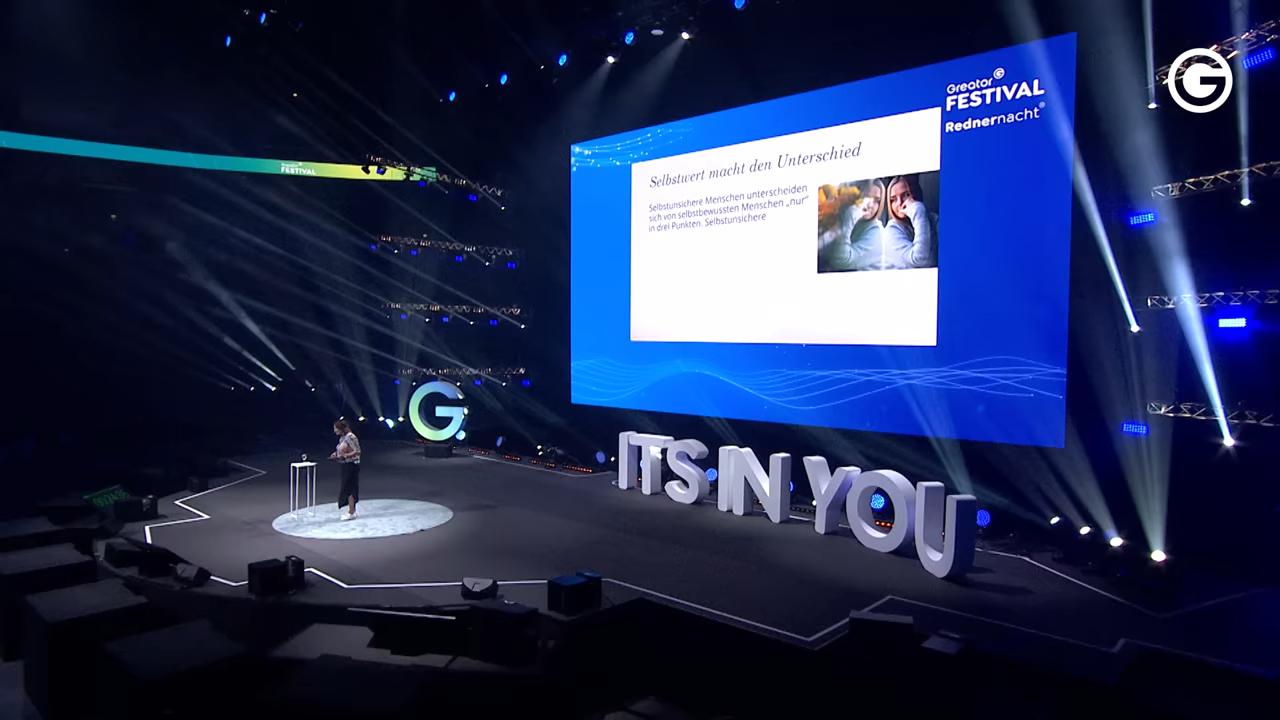 Greator
FESTIVAL
Rednernacht®
Selbstwert macht den Unterschied
Selbstunsichere Menschen unterscheiden
sich von selbstbewussten Menschen „nur“
in drei Punkten. Selbstunsichere
FESTIVAL
G
G
ITS IN YOU